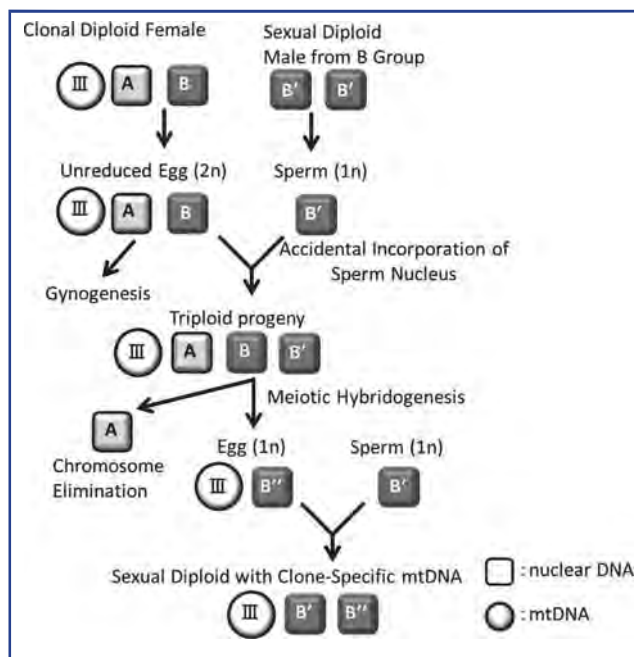 Clonal Diploid Female
Sexual Diploid
Male from B Group
III A B
B′ B′
Unreduced Egg (2n)
Sperm (1n)
III A B
B′
Accidental Incorporation of
Sperm Nucleus
Gynogenesis
Triploid progeny
III A B B′
Meiotic Hybridogenesis
A
Chromosome
Elimination
Egg (1n)
Sperm (1n)
III B′′
B′
Sexual Diploid with Clone-Specific mtDNA
III B′ B′′
: nuclear DNA
: mtDNA